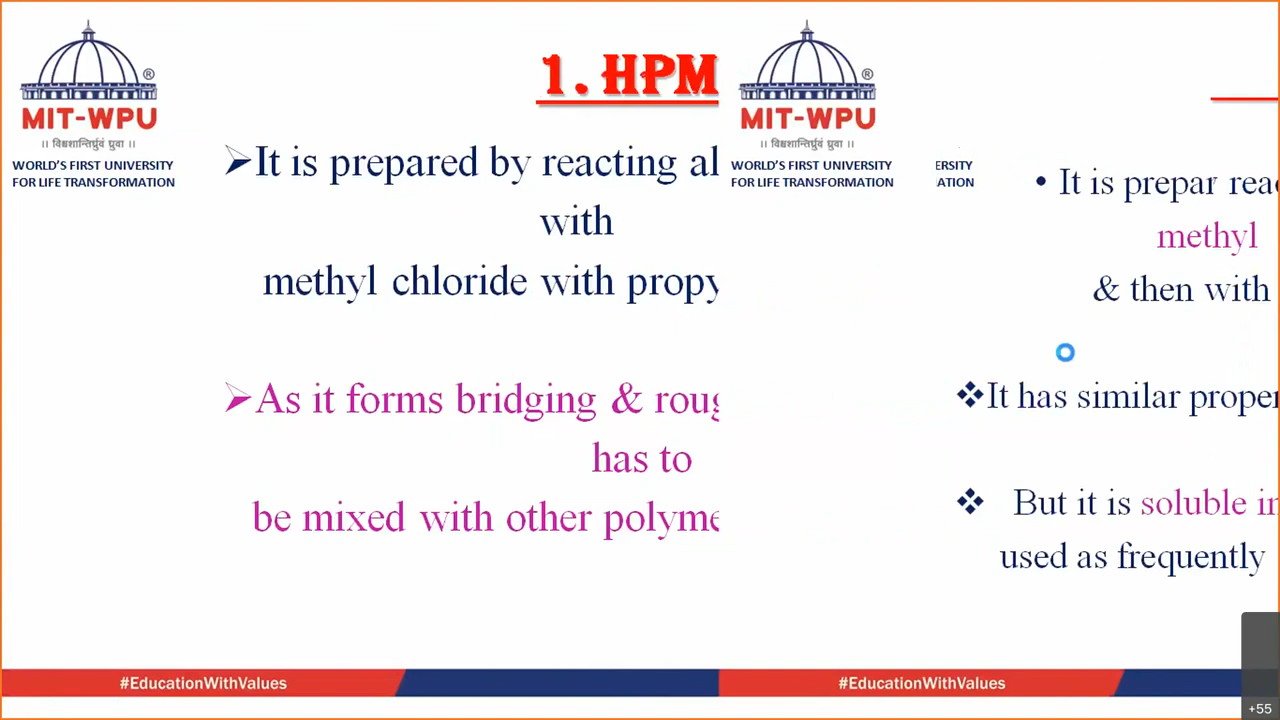 ®
MIT-WPU
।। विश्वशान्तिर्ध्रुवं ध्रुवा ।।
WORLD'S FIRST UNIVERSITY
FOR LIFE TRANSFORMATION
1. HPM
➢It is prepared by reacting al
with
methyl chloride with propy
➢As it forms bridging & roug
has to
be mixed with other polyme
#EducationWithValues
®
MIT-WPU
।। विश्वशान्तिर्ध्रुवं ध्रुवा ।।
WORLD'S FIRST UNIVERSITY
FOR LIFE TRANSFORMATION
ERSITY
ATION
• It is prepar reac
methyl
& then with
❖It has similar proper
❖ But it is soluble in
used as frequently
#EducationWithValues
+55